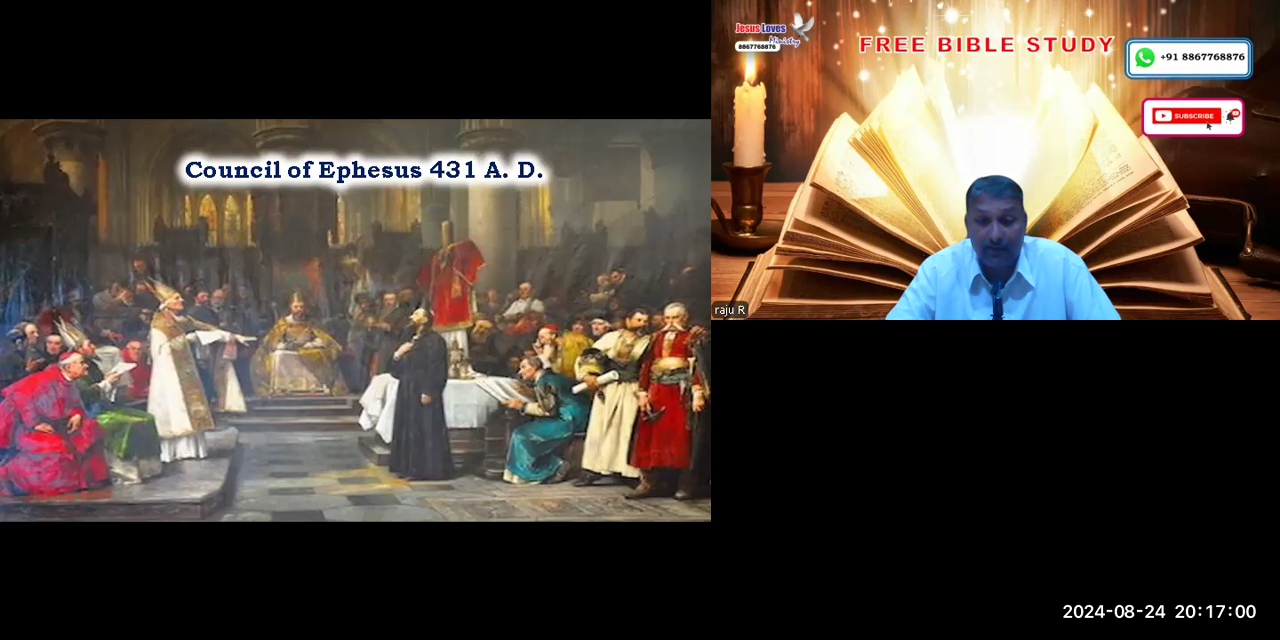 Council of Ephesus 431 A. D.
Jesus Loves
Ministry
8867768876
FREE BIBLE STUDY
+91 8867768876
SUBSCRIBE
raju R
2024-08-24 20:17:00